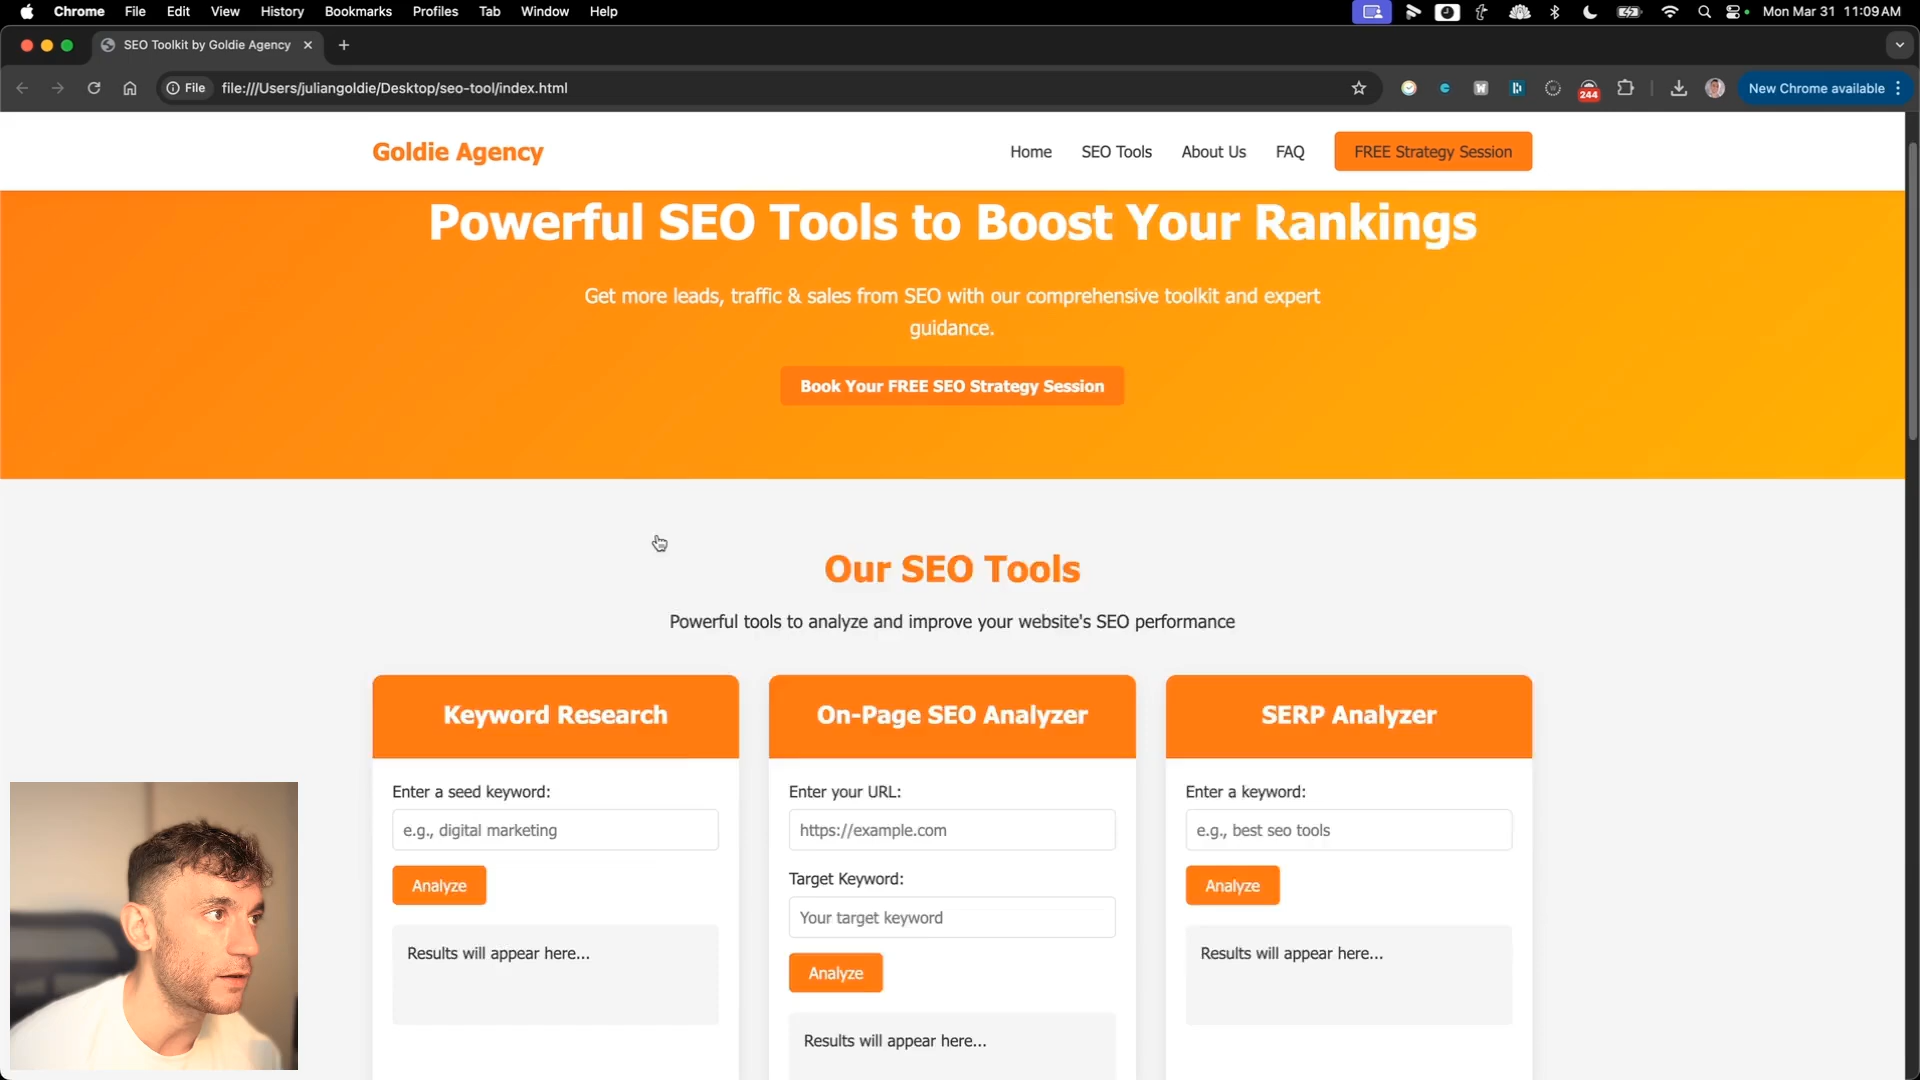 Chrome File Edit View History Bookmarks Profiles Tab Window Help Mon Mar 31 11:09 AM
SEO Toolkit by Goldie Agency
File file:///Users/juliangoldie/Desktop/seo-tool/index.html 244 New Chrome available
Goldie Agency Home SEO Tools About Us FAQ FREE Strategy Session
Powerful SEO Tools to Boost Your Rankings
Get more leads, traffic & sales from SEO with our comprehensive toolkit and expert
guidance.
Book Your FREE SEO Strategy Session
Our SEO Tools
Powerful tools to analyze and improve your website's SEO performance
Keyword Research
Enter a seed keyword:
e.g., digital marketing
Analyze
Results will appear here...
On-Page SEO Analyzer
Enter your URL:
https://example.com
Target Keyword:
Your target keyword
Analyze
Results will appear here...
SERP Analyzer
Enter a keyword:
e.g., best seo tools
Analyze
Results will appear here...